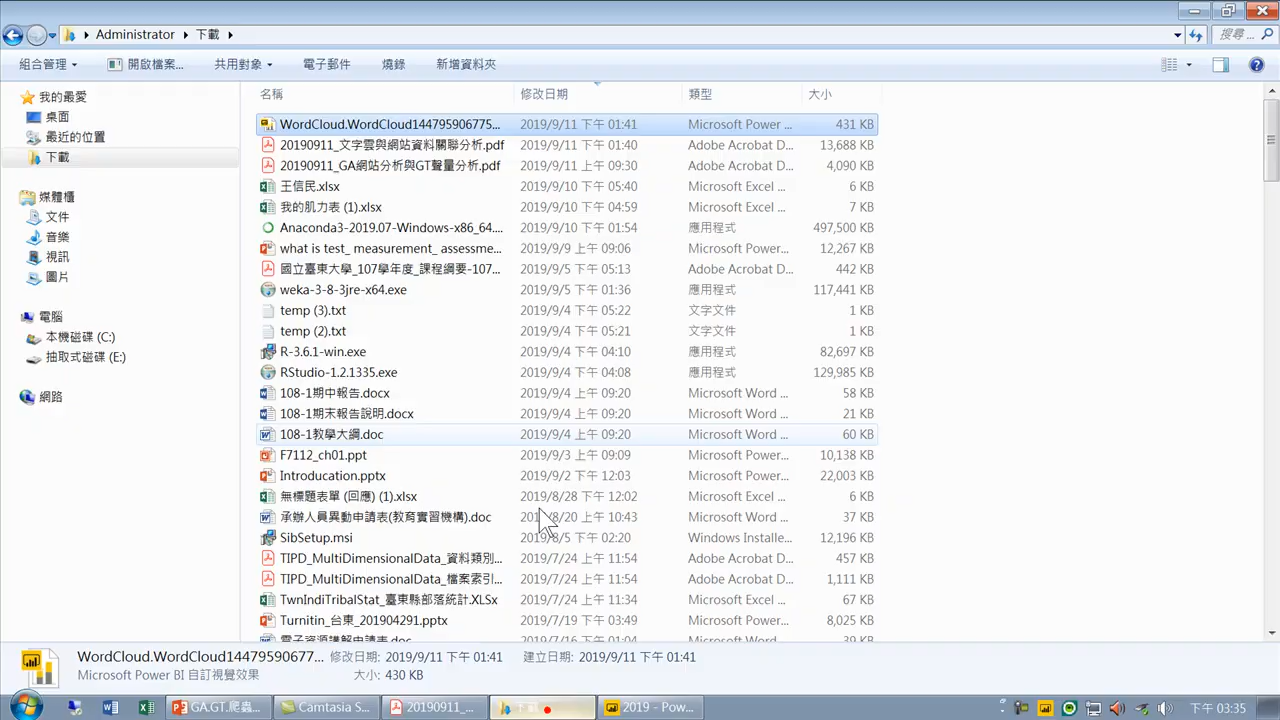 Administrator 下載
搜尋 ...
組合管理 開啟檔案... 共用對象 電子郵件 燒錄 新增資料夾
我的最愛
桌面
最近的位置
下載
媒體櫃
文件
音樂
視訊
圖片
電腦
本機磁碟 (C:)
抽取式磁碟 (E:)
網路
名稱 修改日期 類型 大小
WordCloud.WordCloud144795906775... 2019/9/11 下午 01:41 Microsoft Power ... 431 KB
20190911_文字雲與網站資料關聯分析.pdf 2019/9/11 下午 01:40 Adobe Acrobat D... 13,688 KB
20190911_GA網站分析與GT聲量分析.pdf 2019/9/11 上午 09:30 Adobe Acrobat D... 4,090 KB
王信民.xlsx 2019/9/10 下午 05:40 Microsoft Excel ... 6 KB
我的肌力表 (1).xlsx 2019/9/10 下午 04:59 Microsoft Excel ... 7 KB
Anaconda3-2019.07-Windows-x86_64.... 2019/9/10 下午 01:54 應用程式 497,500 KB
what is test_measurement_assessme... 2019/9/9 上午 09:06 Microsoft Power... 12,267 KB
國立臺東大學_107學年度_課程綱要-107... 2019/9/5 下午 05:13 Adobe Acrobat D... 442 KB
weka-3-8-3jre-x64.exe 2019/9/5 下午 01:36 應用程式 117,441 KB
temp (3).txt 2019/9/4 下午 05:22 文字文件 1 KB
temp (2).txt 2019/9/4 下午 05:21 文字文件 1 KB
R-3.6.1-win.exe 2019/9/4 下午 04:10 應用程式 82,697 KB
RStudio-1.2.1335.exe 2019/9/4 下午 04:08 應用程式 129,985 KB
108-1期中報告.docx 2019/9/4 上午 09:20 Microsoft Word ... 58 KB
108-1期末報告說明.docx 2019/9/4 上午 09:20 Microsoft Word ... 21 KB
108-1教學大綱.doc 2019/9/4 上午 09:20 Microsoft Word ... 60 KB
F7112_ch01.ppt 2019/9/3 上午 09:09 Microsoft Power... 10,138 KB
Introducation.pptx 2019/9/2 下午 12:03 Microsoft Power... 22,003 KB
無標題表單 (回應) (1).xlsx 2019/8/28 下午 12:02 Microsoft Excel ... 6 KB
承辦人員異動申請表(教育實習機構).doc 2019/8/20 上午 10:43 Microsoft Word ... 37 KB
SibSetup.msi 2019/8/5 下午 02:20 Windows Installe... 12,196 KB
TIPD_MultiDimensionalData_資料類別... 2019/7/24 上午 11:54 Adobe Acrobat D... 457 KB
TIPD_MultiDimensionalData_檔案索引... 2019/7/24 上午 11:54 Adobe Acrobat D... 1,111 KB
TwnIndiTribalStat_臺東縣部落統計.XLSx 2019/7/24 上午 11:34 Microsoft Excel ... 67 KB
Turnitin_台東_201904291.pptx 2019/7/19 下午 03:49 Microsoft Power... 8,025 KB
電子資源講解申請表.doc 2019/7/16 上午 01:04 Microsoft Word ... 39 KB
WordCloud.WordCloud14479590677... 修改日期: 2019/9/11 下午 01:41 建立日期: 2019/9/11 下午 01:41
Microsoft Power BI 自訂視覺效果 大小: 430 KB
GA.GT.爬蟲... Camtasia S... 20190911_... 下載 2019 - Pow... 下午 03:35